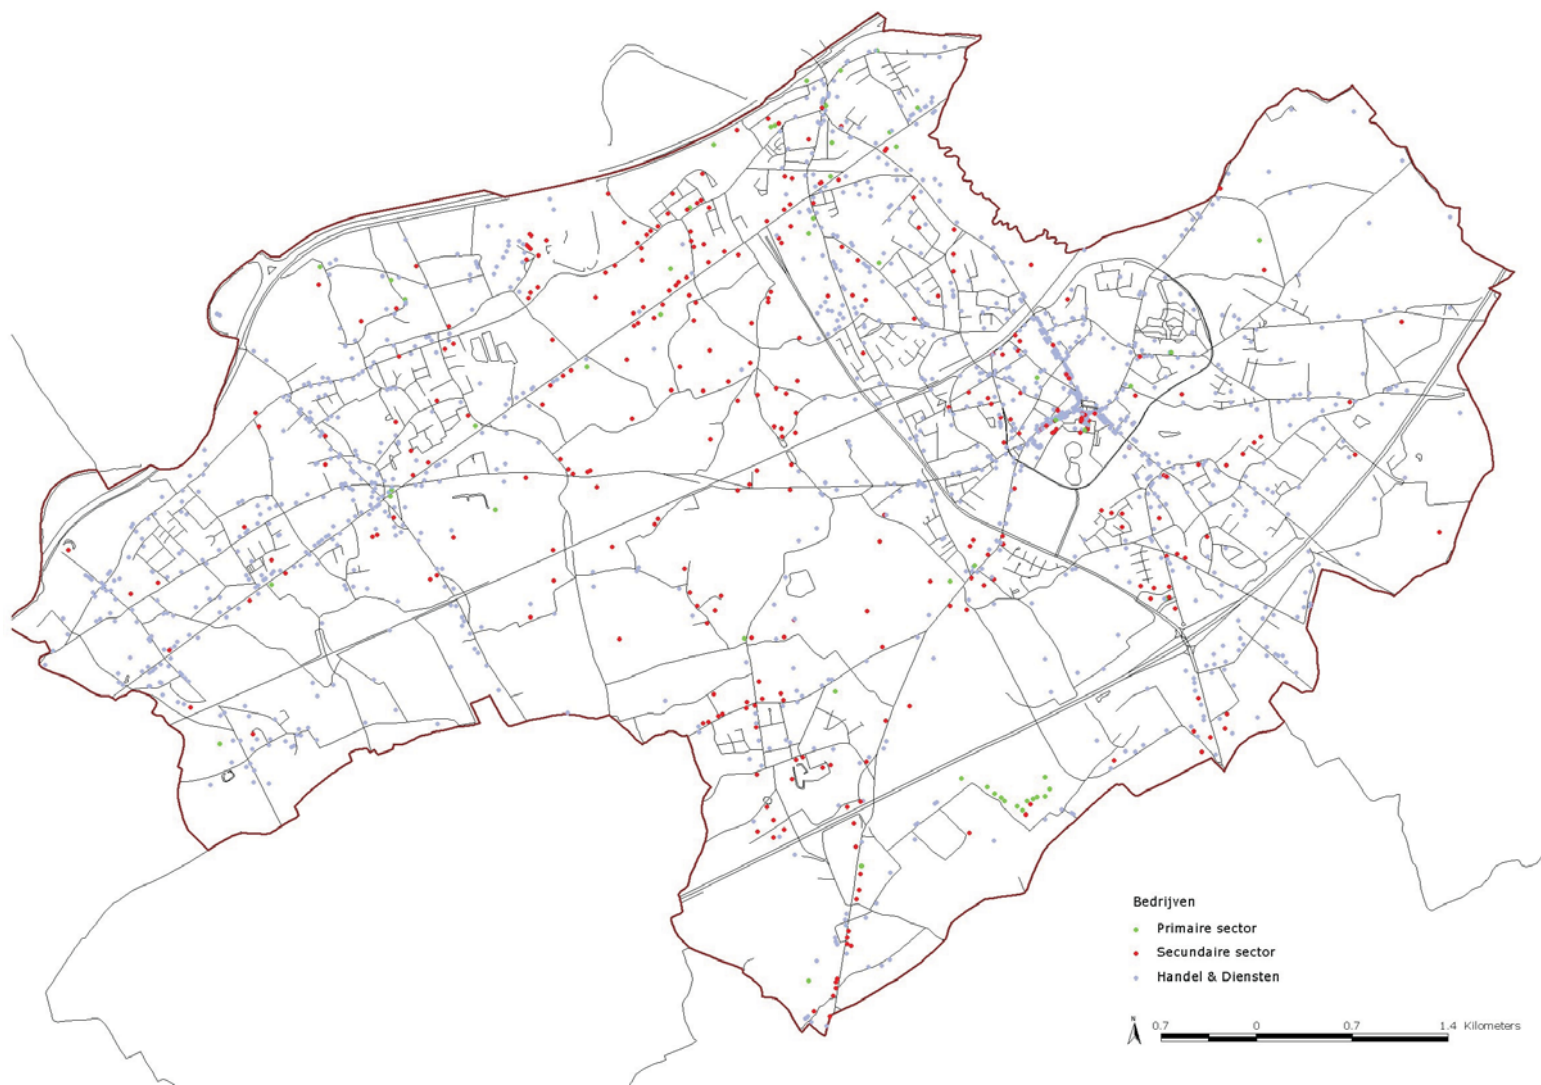 Bedrijven
Primaire sector
Secundaire sector
Handel & Diensten
N
0.7 0 0.7 1.4 Kilometers